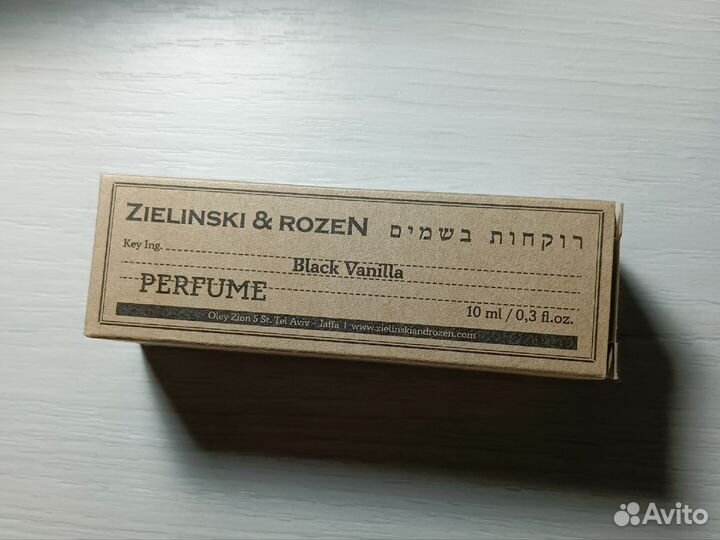 ZIELINSKI & ROZEN רוקחות בשמים
Key Ing.
Black Vanilla
PERFUME
10 ml / 0,3 fl.oz.
Oley Zion 5 St. Tel Aviv - Jaffa | www.zielinskiandrozen.com
Avito